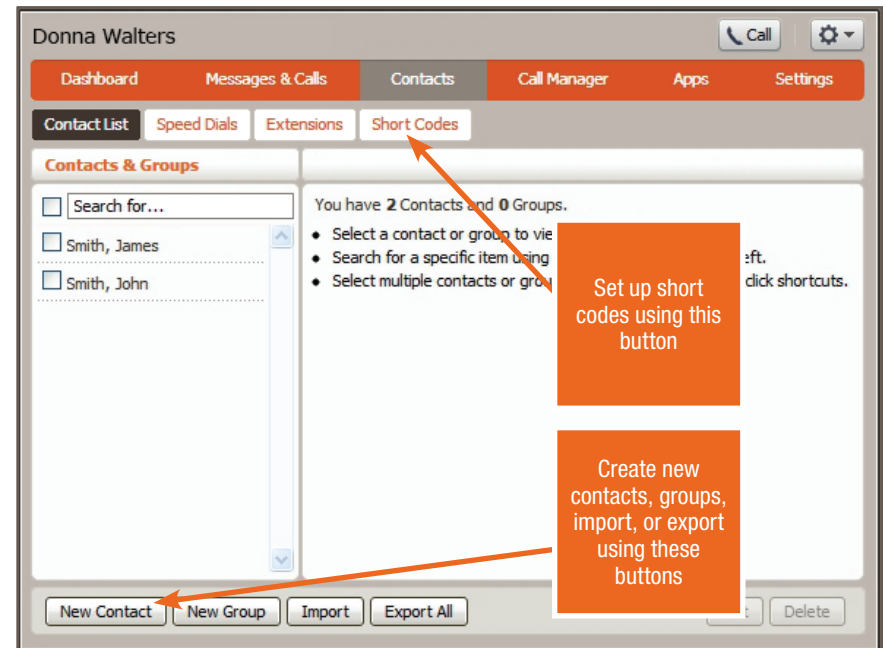 Donna Walters
Call
Dashboard Messages & Calls Contacts Call Manager Apps Settings
Contact List Speed Dials Extensions Short Codes
Contacts & Groups
Search for...
Smith, James
Smith, John
You have 2 Contacts and 0 Groups.
• Select a contact or group to vie
• Search for a specific item using eft.
• Select multiple contacts or grou click shortcuts.
Set up short
codes using this
button
Create new
contacts, groups,
import, or export
using these
buttons
New Contact New Group Import Export All Delete